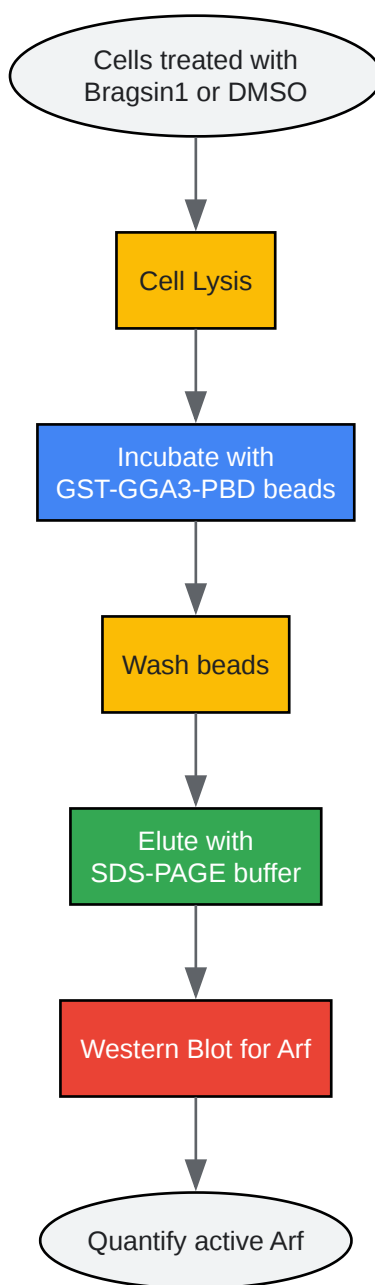 Cells treated with
Bragsin1 or DMSO
Cell Lysis
Incubate with
GST-GGA3-PBD beads
Wash beads
Elute with
SDS-PAGE buffer
Western Blot for Arf
Quantify active Arf